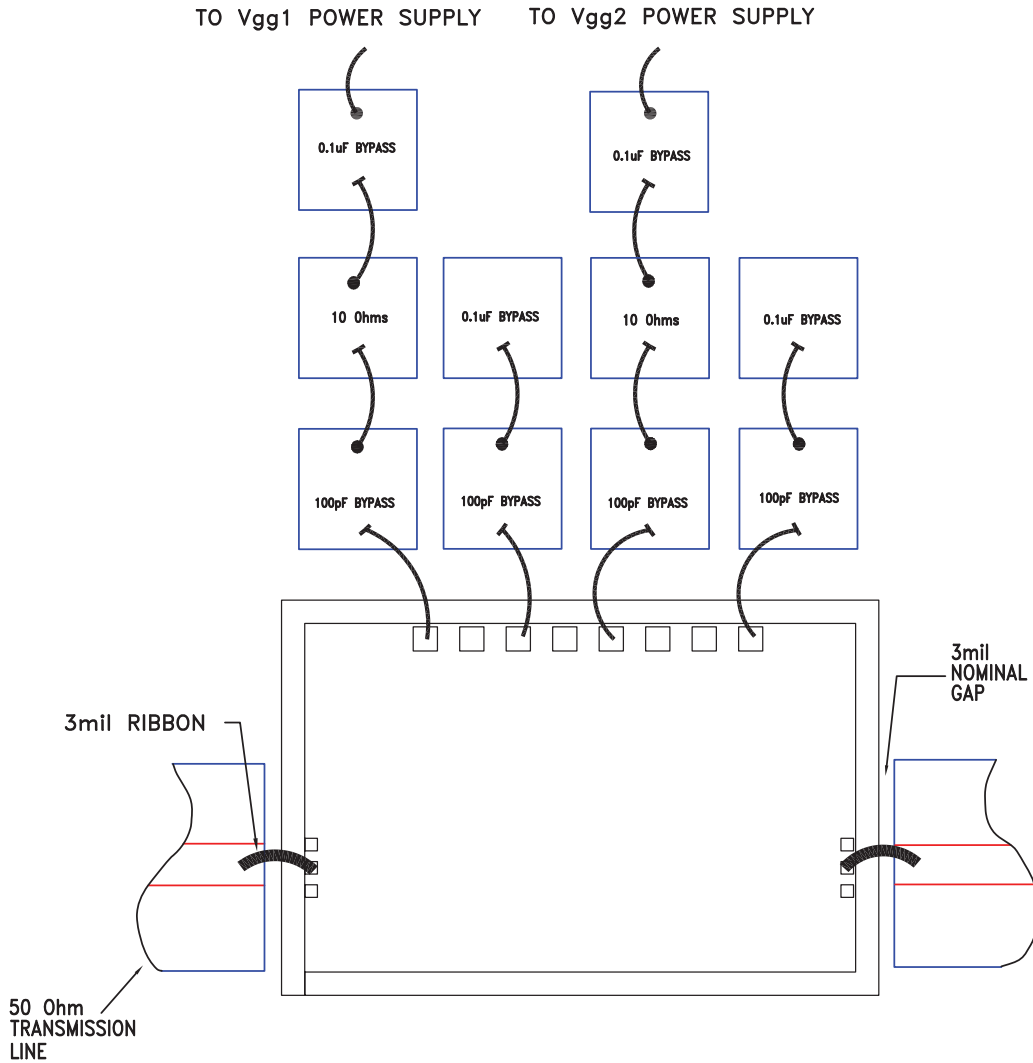 TO Vgg1 POWER SUPPLY
TO Vgg2 POWER SUPPLY
0.1uF BYPASS
0.1uF BYPASS
10 Ohms
0.1uF BYPASS
10 Ohms
0.1uF BYPASS
100pF BYPASS
100pF BYPASS
100pF BYPASS
100pF BYPASS
3mil
NOMINAL
GAP
3mil RIBBON
50 Ohm
TRANSMISSION
LINE